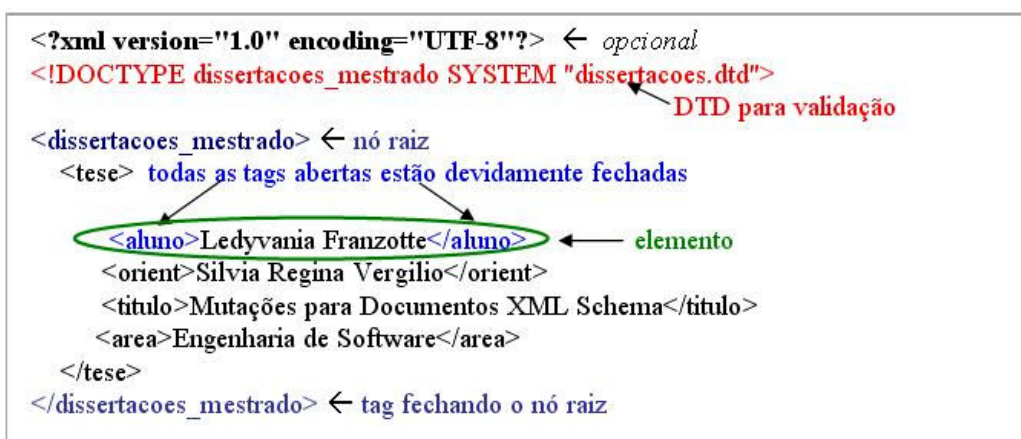 <?xml version="1.0" encoding="UTF-8"?> ← opcional
<!DOCTYPE dissertacoes_mestrado SYSTEM "dissertacoes.dtd">
DTD para validação
<dissertacoes_mestrado> ← nó raiz
<tese> todas as tags abertas estão devidamente fechadas
<aluno>Ledyvania Franzotte</aluno> ← elemento
<orient>Silvia Regina Vergilio</orient>
<titulo>Mutações para Documentos XML Schema</titulo>
<area>Engenharia de Software</area>
</tese>
</dissertacoes_mestrado> ← tag fechando o nó raiz